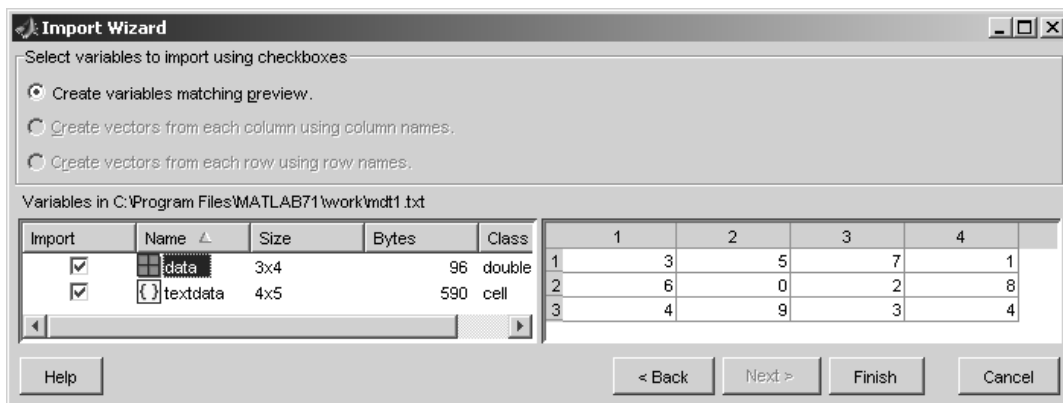 Import Wizard
Select variables to import using checkboxes
Create variables matching preview.
Create vectors from each column using column names.
Create vectors from each row using row names.
Variables in C:\Program Files\MATLAB71\work\mdt1.txt
Import Name Size Bytes Class
data 3x4 96 double
{ } textdata 4x5 590 cell
1 2 3 4
1 3 5 7 1
2 6 0 2 8
3 4 9 3 4
Help < Back Next > Finish Cancel